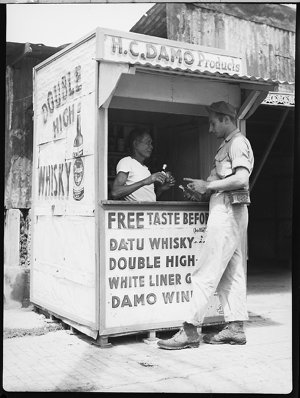 H.C. DAMO Products
DOUBLE
HIGH
WHISKY
FREE TASTE BEFORE
DATU WHISKY
DOUBLE HIGH
WHITE LINER G
DAMO WIN